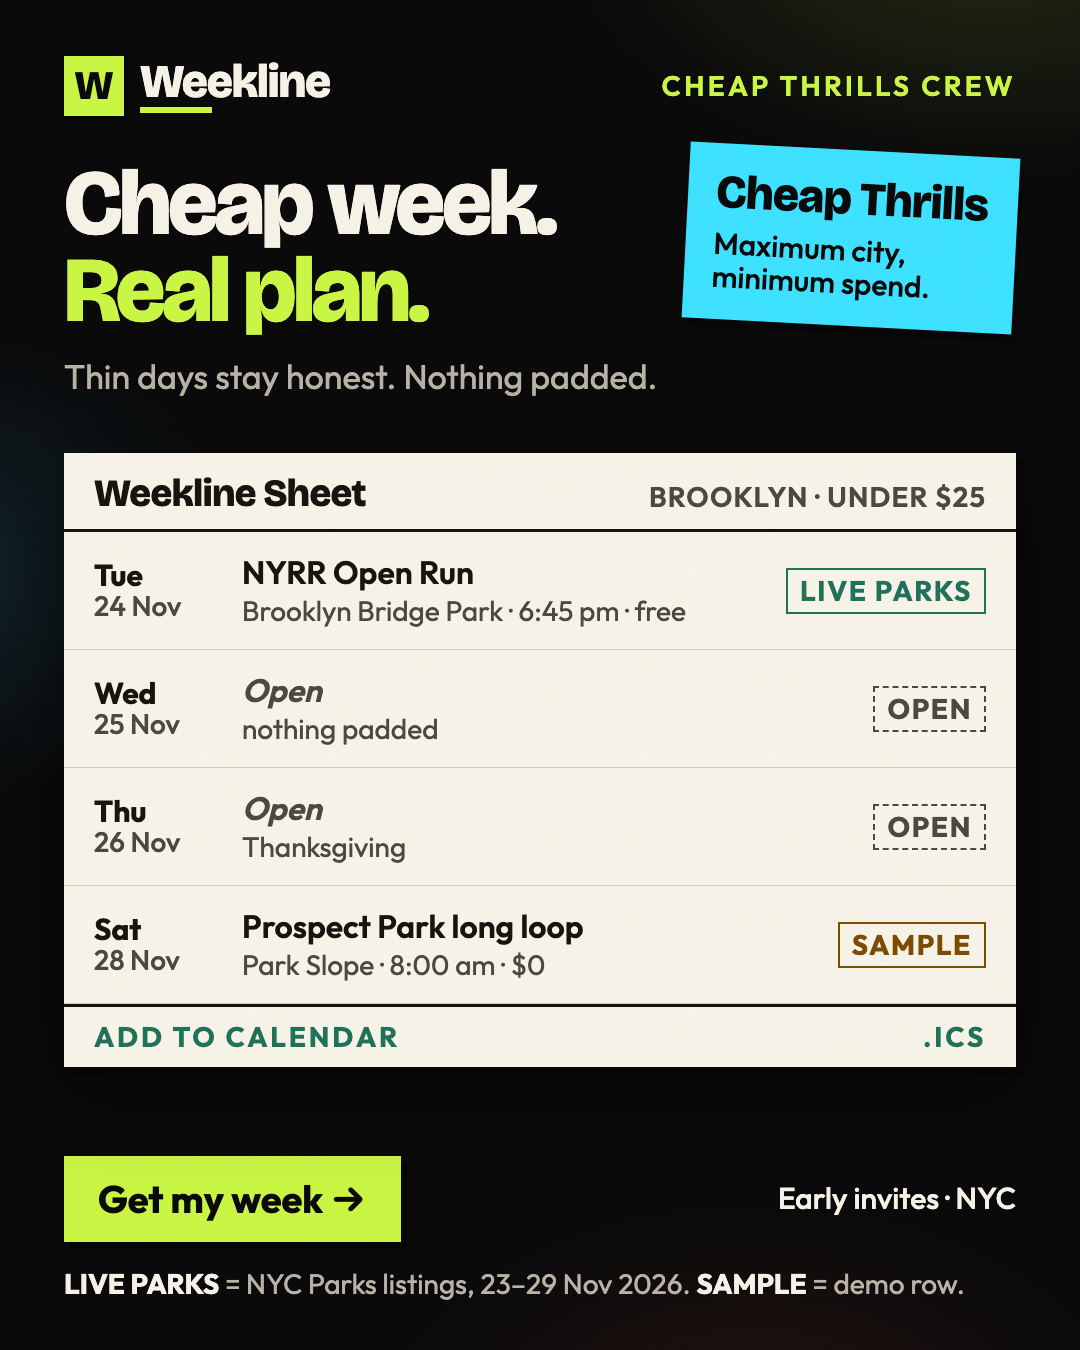 W Weekline
CHEAP THRILLS CREW
Cheap week.
Real plan.
Cheap Thrills
Maximum city,
minimum spend.
Thin days stay honest. Nothing padded.
Weekline Sheet
BROOKLYN · UNDER $25
Tue
24 Nov
NYRR Open Run
Brooklyn Bridge Park · 6:45 pm · free
LIVE PARKS
Wed
25 Nov
Open
nothing padded
OPEN
Thu
26 Nov
Open
Thanksgiving
OPEN
Sat
28 Nov
Prospect Park long loop
Park Slope · 8:00 am · $0
SAMPLE
ADD TO CALENDAR
.ICS
Get my week →
Early invites · NYC
LIVE PARKS = NYC Parks listings, 23–29 Nov 2026. SAMPLE = demo row.